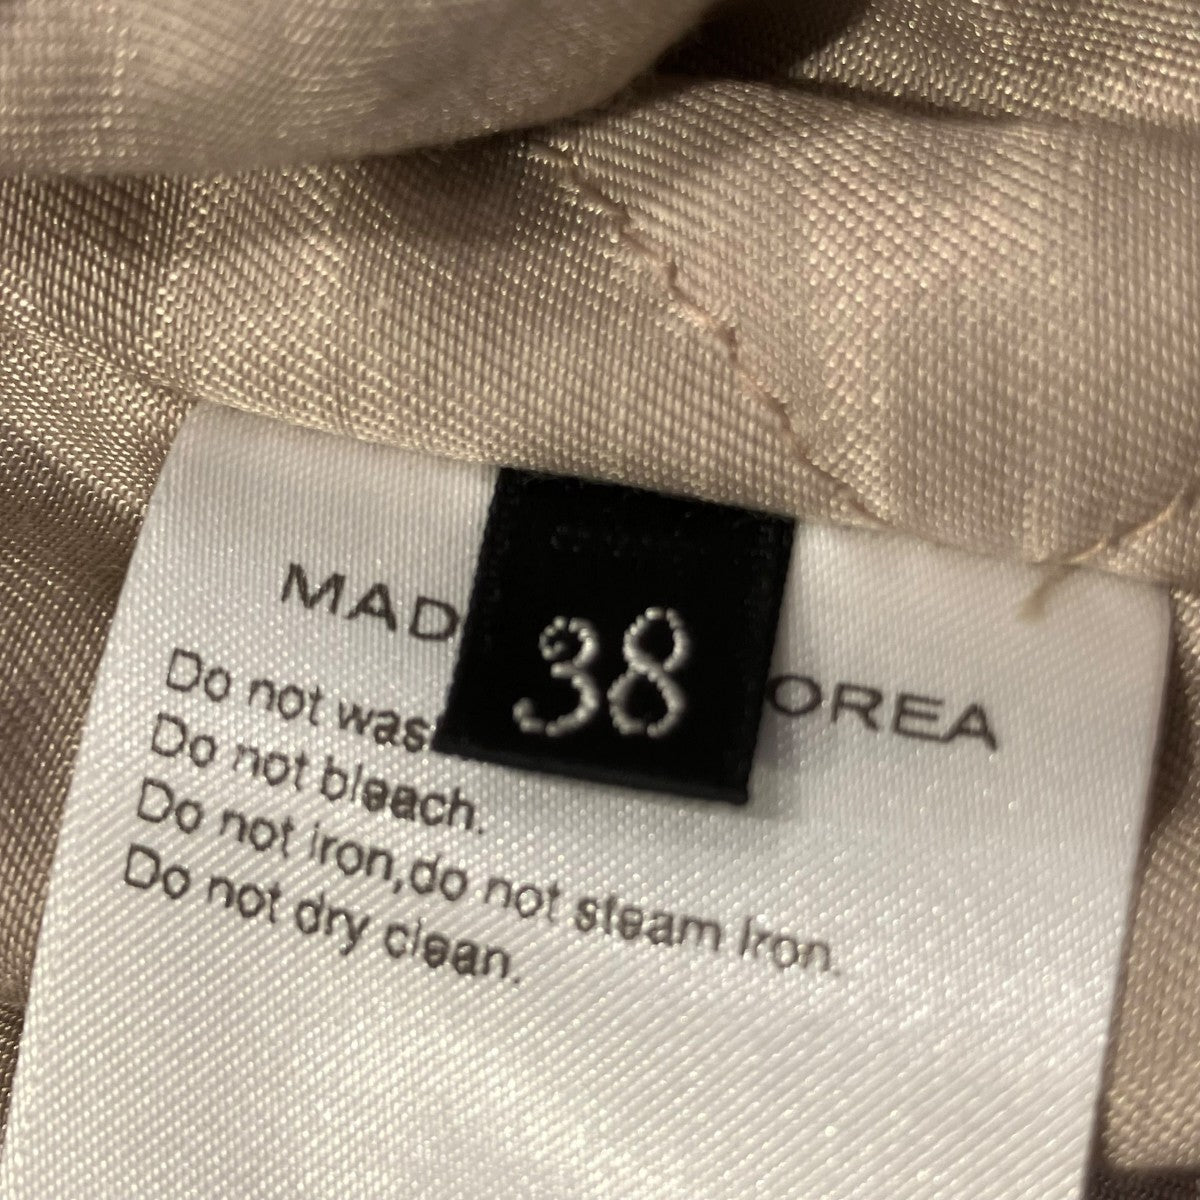 38
MAD OREA
Do not was
Do not bleach.
Do not iron,do not steam iron.
Do not dry clean.